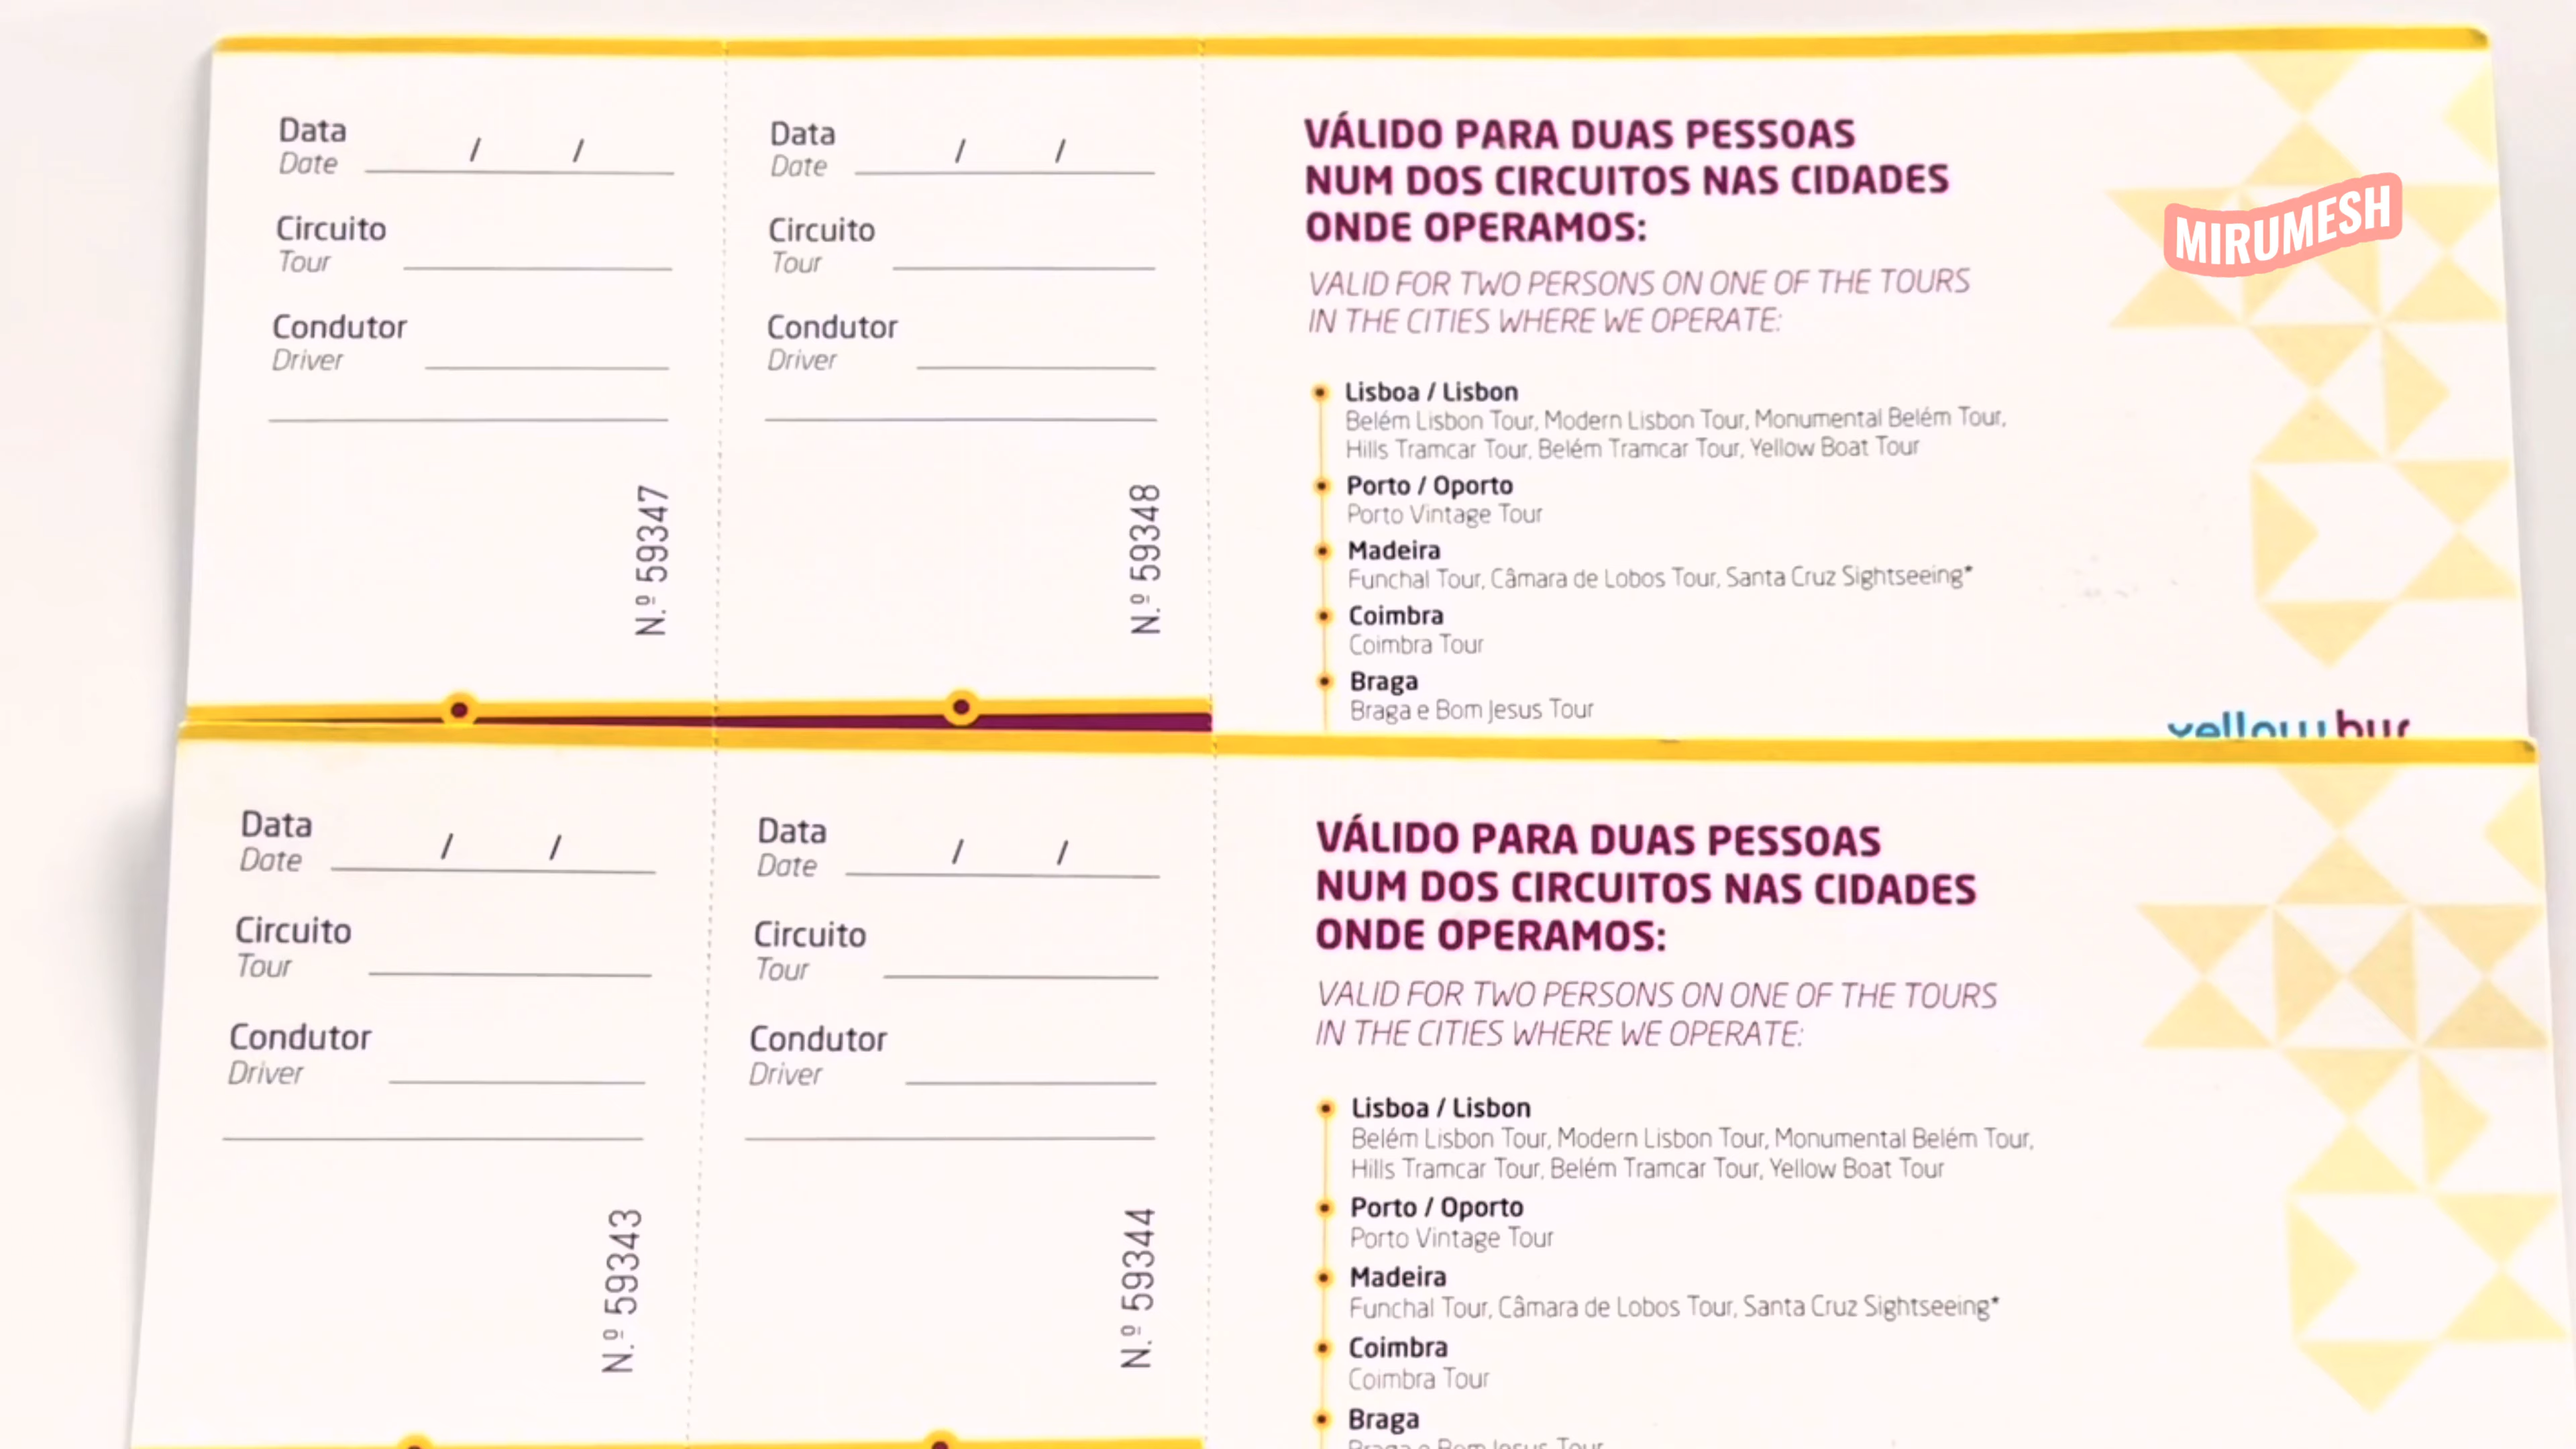 Data
Date / /
Circuito
Tour
Condutor
Driver
N.º 59347
Data
Date / /
Circuito
Tour
Condutor
Driver
N.º 59348
VÁLIDO PARA DUAS PESSOAS
NUM DOS CIRCUITOS NAS CIDADES
ONDE OPERAMOS:
VALID FOR TWO PERSONS ON ONE OF THE TOURS
IN THE CITIES WHERE WE OPERATE:
Lisboa / Lisbon
Belém Lisbon Tour, Modern Lisbon Tour, Monumental Belém Tour,
Hills Tramcar Tour, Belém Tramcar Tour, Yellow Boat Tour
Porto / Oporto
Porto Vintage Tour
Madeira
Funchal Tour, Câmara de Lobos Tour, Santa Cruz Sightseeing*
Coimbra
Coimbra Tour
Braga
Braga e Bom Jesus Tour
MIRUMESH
yellow bus
Data
Date / /
Circuito
Tour
Condutor
Driver
N.º 59343
Data
Date / /
Circuito
Tour
Condutor
Driver
N.º 59344
VÁLIDO PARA DUAS PESSOAS
NUM DOS CIRCUITOS NAS CIDADES
ONDE OPERAMOS:
VALID FOR TWO PERSONS ON ONE OF THE TOURS
IN THE CITIES WHERE WE OPERATE:
Lisboa / Lisbon
Belém Lisbon Tour, Modern Lisbon Tour, Monumental Belém Tour,
Hills Tramcar Tour, Belém Tramcar Tour, Yellow Boat Tour
Porto / Oporto
Porto Vintage Tour
Madeira
Funchal Tour, Câmara de Lobos Tour, Santa Cruz Sightseeing*
Coimbra
Coimbra Tour
Braga
Braga e Bom Jesus Tour